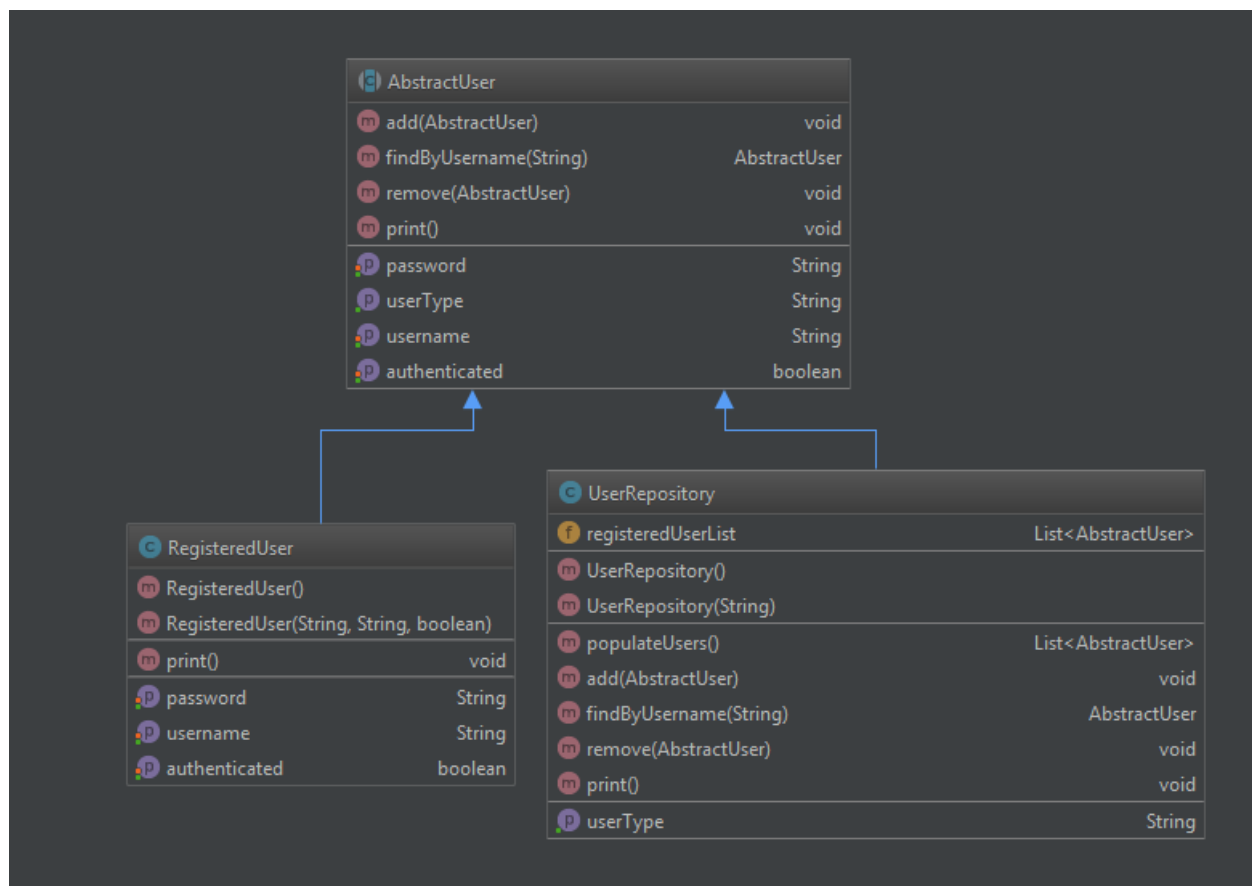 AbstractUser
add(AbstractUser) void
findByUsername(String) AbstractUser
remove(AbstractUser) void
print() void
password String
userType String
username String
authenticated boolean
RegisteredUser
RegisteredUser()
RegisteredUser(String, String, boolean)
print() void
password String
username String
authenticated boolean
UserRepository
registeredUserList List<AbstractUser>
UserRepository()
UserRepository(String)
populateUsers() List<AbstractUser>
add(AbstractUser) void
findByUsername(String) AbstractUser
remove(AbstractUser) void
print() void
userType String